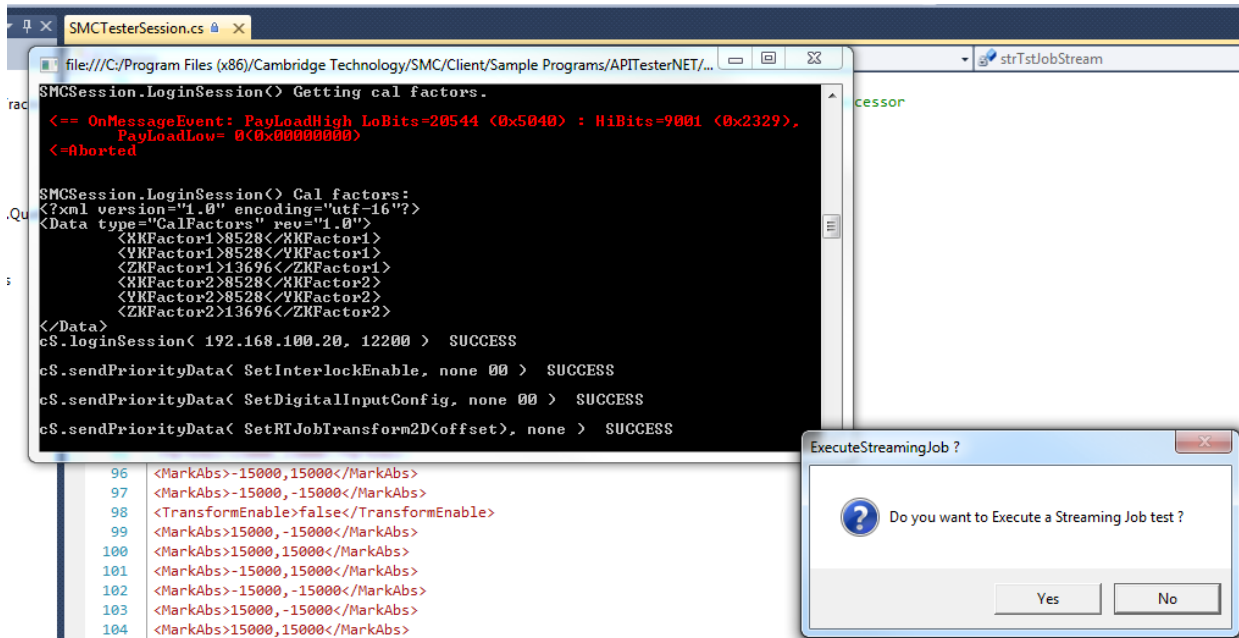 SMCTesterSession.cs
file:///C:/Program Files (x86)/Cambridge Technology/SMC/Client/Sample Programs/APITesterNET/...
strTstJobStream
cessor
SMCSession.LoginSession() Getting cal factors.
<== OnMessageEvent: PayLoadHigh LoBits=20544 (0x5040) : HiBits=9001 (0x2329),
PayLoadLow= 0(0x00000000)
<=Aborted
SMCSession.LoginSession() Cal factors:
<?xml version="1.0" encoding="utf-16"?>
<Data type="CalFactors" rev="1.0">
<XKFactor1>8528</XKFactor1>
<YKFactor1>8528</YKFactor1>
<ZKFactor1>13696</ZKFactor1>
<XKFactor2>8528</XKFactor2>
<YKFactor2>8528</YKFactor2>
<ZKFactor2>13696</ZKFactor2>
</Data>
cS.loginSession( 192.168.100.20, 12200 )  SUCCESS
cS.sendPriorityData( SetInterlockEnable, none 00 )  SUCCESS
cS.sendPriorityData( SetDigitalInputConfig, none 00 )  SUCCESS
cS.sendPriorityData( SetRTJobTransform2D(offset), none )  SUCCESS
rac
.Qu
s
96 <MarkAbs>-15000,15000</MarkAbs>
97 <MarkAbs>-15000,-15000</MarkAbs>
98 <TransformEnable>false</TransformEnable>
99 <MarkAbs>15000,-15000</MarkAbs>
100 <MarkAbs>15000,15000</MarkAbs>
101 <MarkAbs>-15000,15000</MarkAbs>
102 <MarkAbs>-15000,-15000</MarkAbs>
103 <MarkAbs>15000,-15000</MarkAbs>
104 <MarkAbs>15000,15000</MarkAbs>
ExecuteStreamingJob ?
Do you want to Execute a Streaming Job test ?
Yes
No